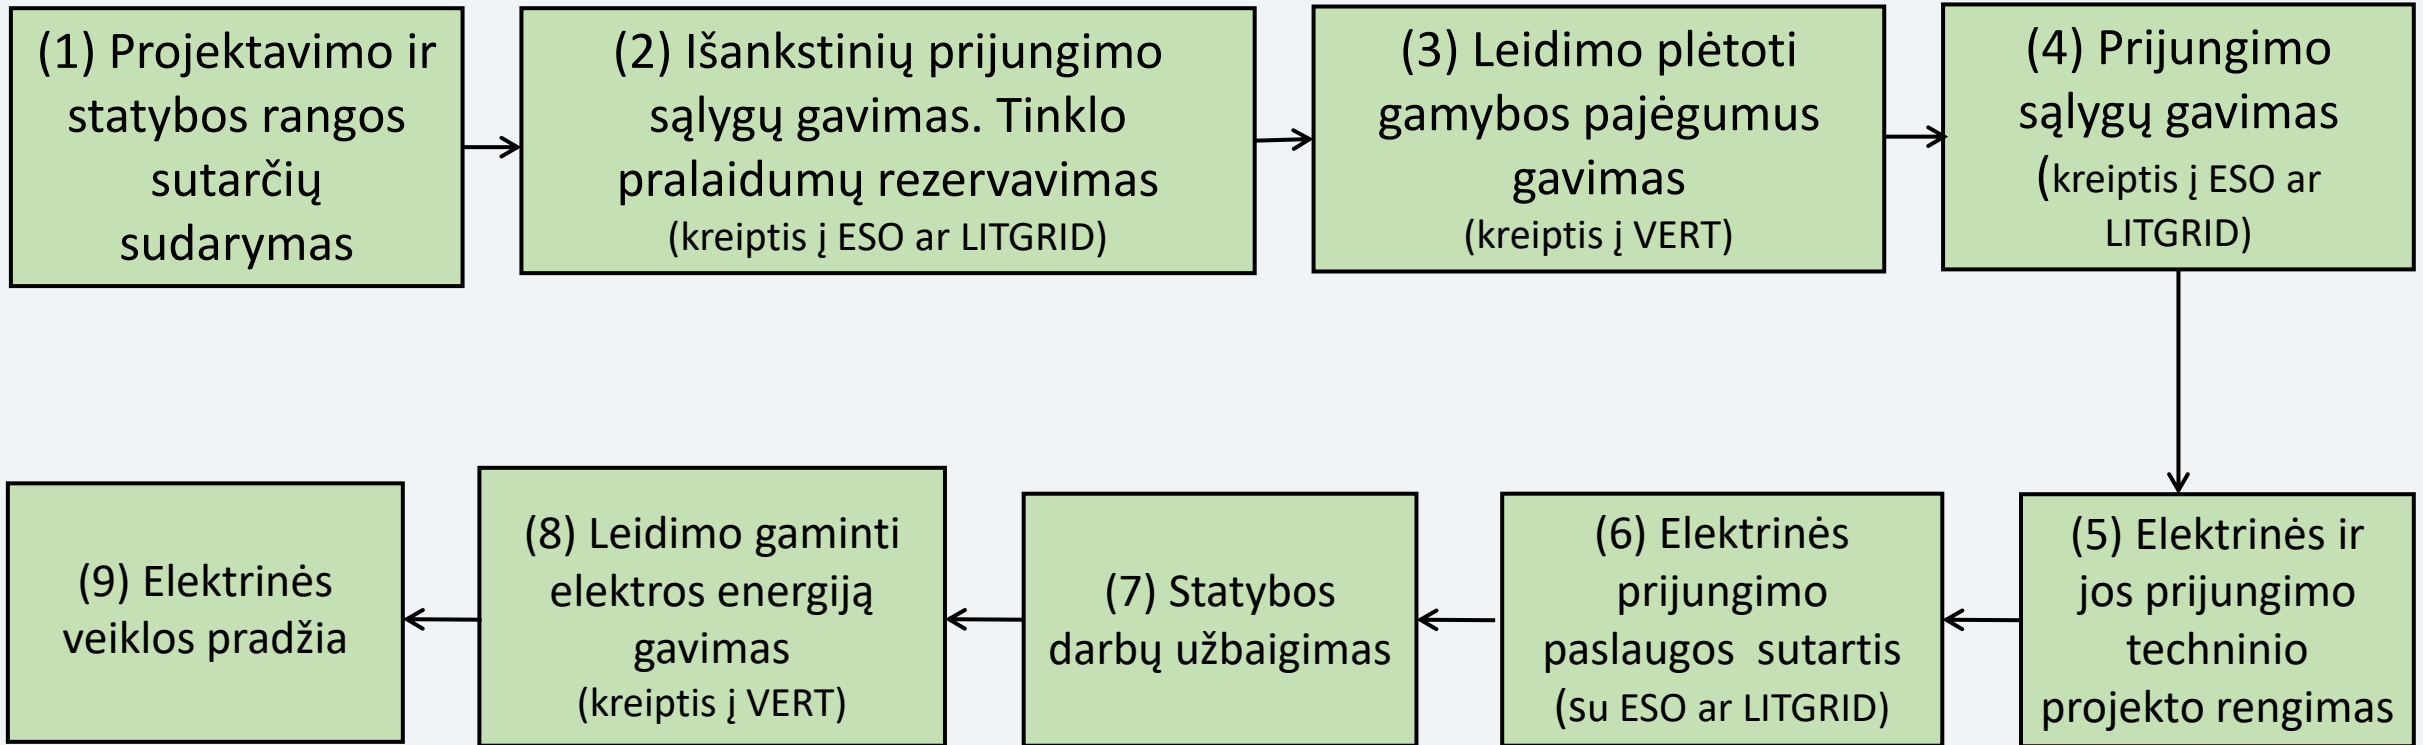 (1) Projektavimo ir
statybos rangos
sutarčių
sudarymas
(2) Išankstinių prijungimo
sąlygų gavimas. Tinklo
pralaidumų rezervavimas
(kreiptis į ESO ar LITGRID)
(3) Leidimo plėtoti
gamybos pajėgumus
gavimas
(kreiptis į VERT)
(4) Prijungimo
sąlygų gavimas
(kreiptis į ESO ar
LITGRID)
(5) Elektrinės ir
jos prijungimo
techninio
projekto rengimas
(6) Elektrinės
prijungimo
paslaugos  sutartis
(su ESO ar LITGRID)
(7) Statybos
darbų užbaigimas
(8) Leidimo gaminti
elektros energiją
gavimas
(kreiptis į VERT)
(9) Elektrinės
veiklos pradžia